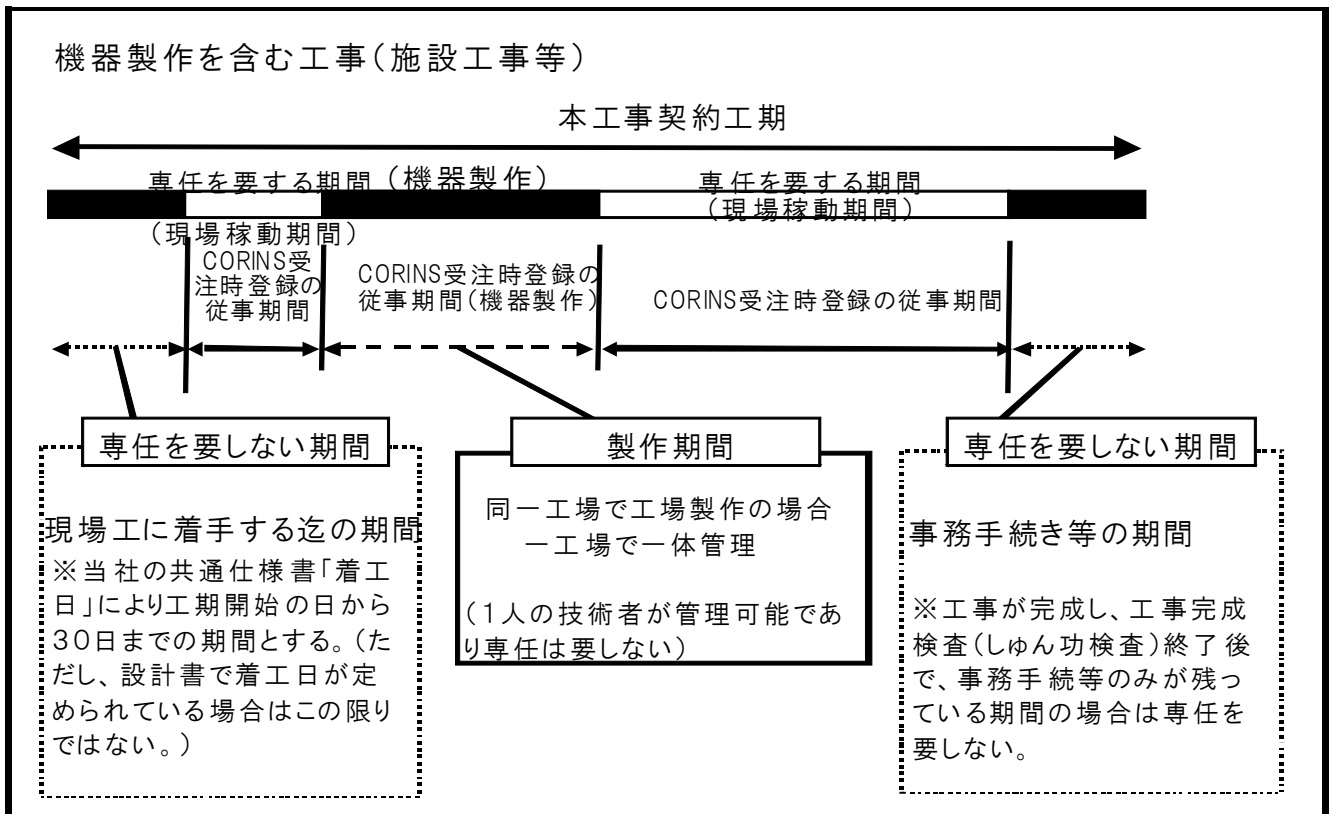 機器製作を含む工事（施設工事等）
本工事契約工期
専任を要する期間（機器製作）
専任を要する期間
（現場稼動期間）
（現場稼動期間）
CORINS受
注時登録の
従事期間
CORINS受注時登録の
従事期間（機器製作）
CORINS受注時登録の従事期間
専任を要しない期間
現場工に着手する迄の期間
※当社の共通仕様書「着工
日」により工期開始の日から
３０日までの期間とする。（た
だし、設計書で着工日が定
められている場合はこの限り
ではない。）
製作期間
同一工場で工場製作の場合
一工場で一体管理
（１人の技術者が管理可能であ
り専任は要しない）
専任を要しない期間
事務手続き等の期間
※工事が完成し、工事完成
検査（しゅん功検査）終了後
で、事務手続等のみが残っ
ている期間の場合は専任を
要しない。